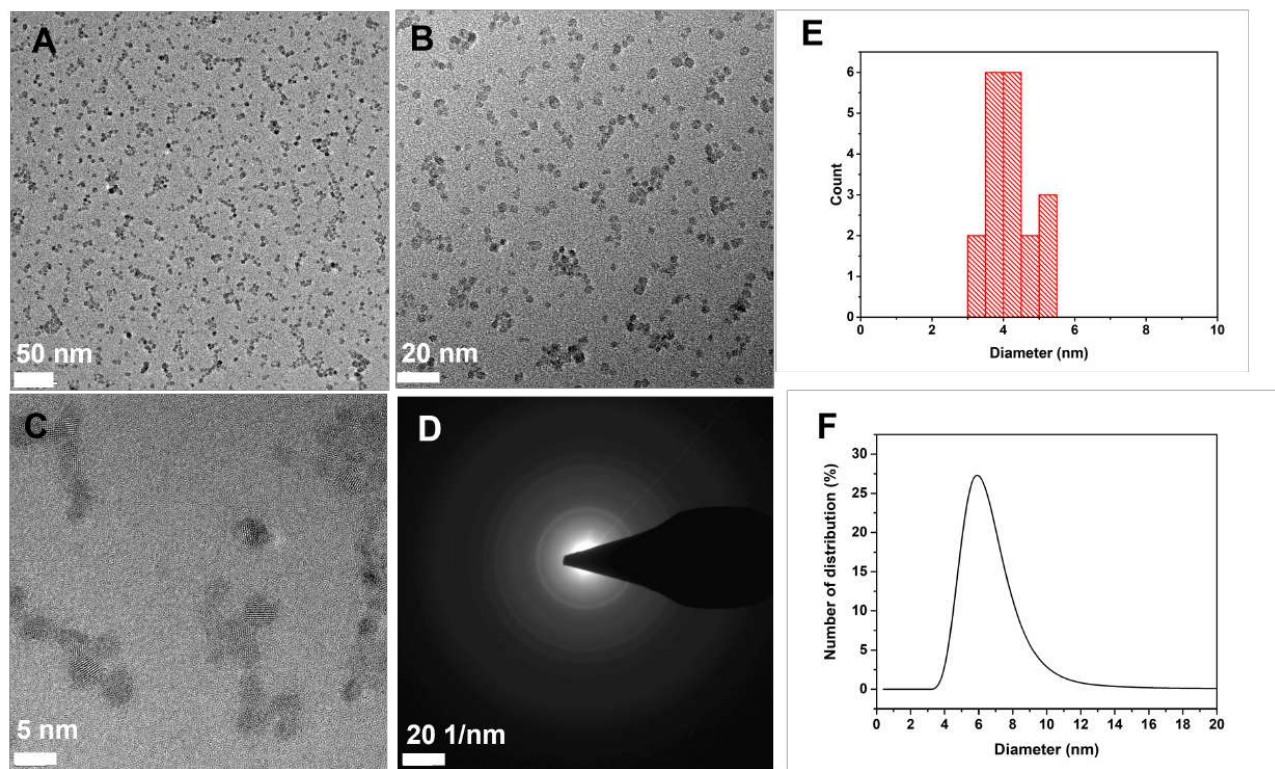 A
50 nm
B
20 nm
E
6
5
4
3
2
1
0
Count
0 2 4 6 8 10
Diameter (nm)
C
5 nm
D
20 1/nm
F
30
25
20
15
10
5
0
Number of distribution (%)
0 2 4 6 8 10 12 14 16 18 20
Diameter (nm)